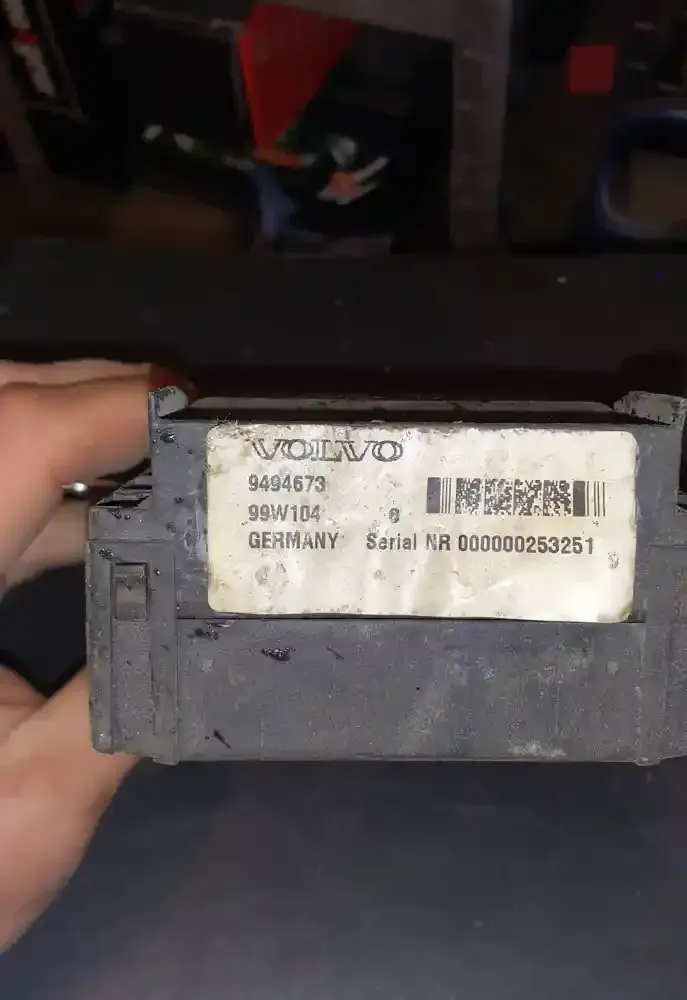 VOLVO
9494673
99W104 6
GERMANY Serial NR 000000253251